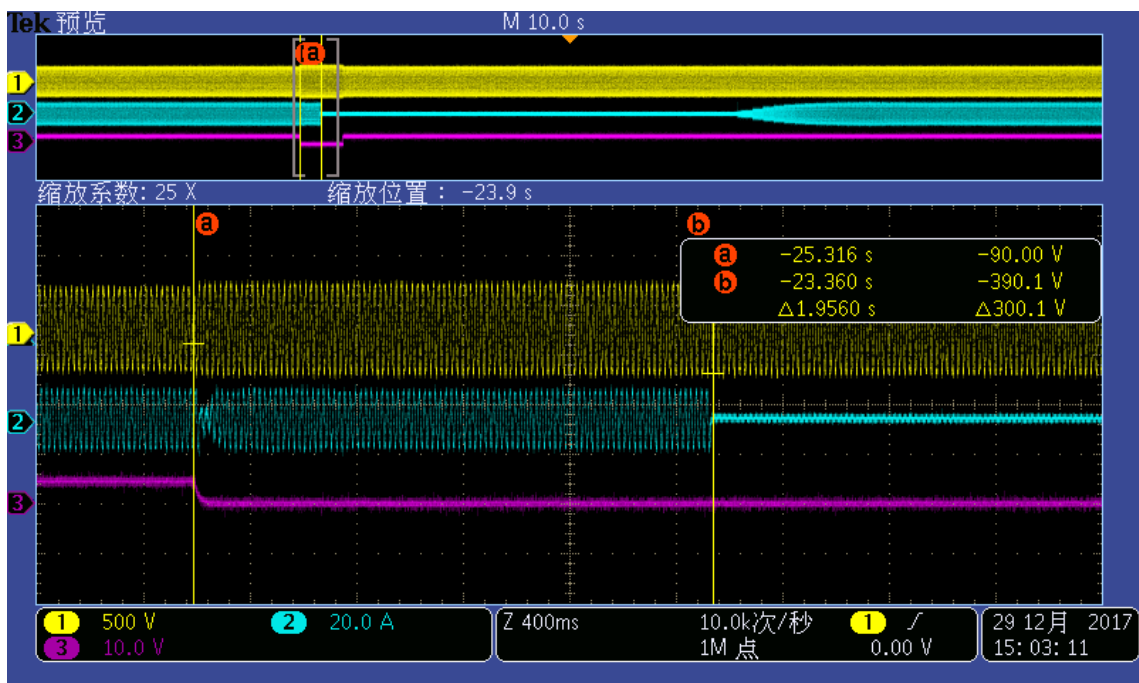 Tek 预览 M 10.0 s
a
1
2
3
缩放系数: 25 X 缩放位置: -23.9 s
a b
a -25.316 s -90.00 V
b -23.360 s -390.1 V
△1.9560 s △300.1 V
1
2
3
1 500 V 2 20.0 A
3 10.0 V
Z 400ms 10.0k次/秒 1 ∫
1M 点 0.00 V
29 12月 2017
15:03:11